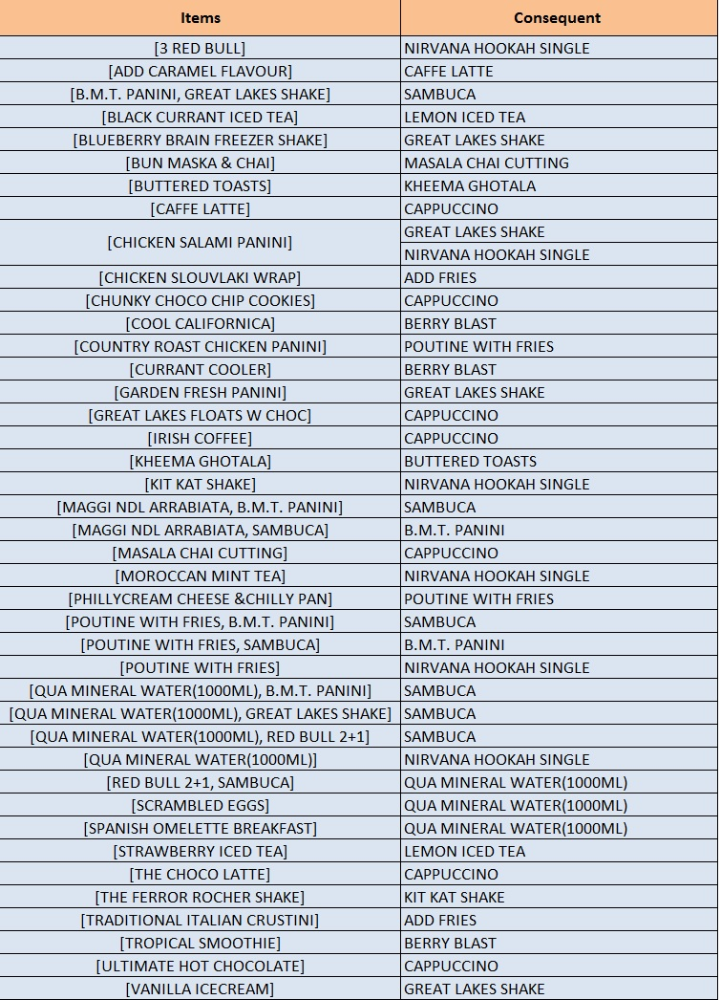 Items Consequent
[3 RED BULL] NIRVANA HOOKAH SINGLE
[ADD CARAMEL FLAVOUR] CAFFE LATTE
[B.M.T. PANINI, GREAT LAKES SHAKE] SAMBUCA
[BLACK CURRANT ICED TEA] LEMON ICED TEA
[BLUEBERRY BRAIN FREEZER SHAKE] GREAT LAKES SHAKE
[BUN MASKA & CHAI] MASALA CHAI CUTTING
[BUTTERED TOASTS] KHEEMA GHOTALA
[CAFFE LATTE] CAPPUCCINO
[CHICKEN SALAMI PANINI] GREAT LAKES SHAKE
NIRVANA HOOKAH SINGLE
[CHICKEN SLOUVLAKI WRAP] ADD FRIES
[CHUNKY CHOCO CHIP COOKIES] CAPPUCCINO
[COOL CALIFORNICA] BERRY BLAST
[COUNTRY ROAST CHICKEN PANINI] POUTINE WITH FRIES
[CURRANT COOLER] BERRY BLAST
[GARDEN FRESH PANINI] GREAT LAKES SHAKE
[GREAT LAKES FLOATS W CHOC] CAPPUCCINO
[IRISH COFFEE] CAPPUCCINO
[KHEEMA GHOTALA] BUTTERED TOASTS
[KIT KAT SHAKE] NIRVANA HOOKAH SINGLE
[MAGGI NDL ARRABIATA, B.M.T. PANINI] SAMBUCA
[MAGGI NDL ARRABIATA, SAMBUCA] B.M.T. PANINI
[MASALA CHAI CUTTING] CAPPUCCINO
[MOROCCAN MINT TEA] NIRVANA HOOKAH SINGLE
[PHILLYCREAM CHEESE &CHILLY PAN] POUTINE WITH FRIES
[POUTINE WITH FRIES, B.M.T. PANINI] SAMBUCA
[POUTINE WITH FRIES, SAMBUCA] B.M.T. PANINI
[POUTINE WITH FRIES] NIRVANA HOOKAH SINGLE
[QUA MINERAL WATER(1000ML), B.M.T. PANINI] SAMBUCA
[QUA MINERAL WATER(1000ML), GREAT LAKES SHAKE] SAMBUCA
[QUA MINERAL WATER(1000ML), RED BULL 2+1] SAMBUCA
[QUA MINERAL WATER(1000ML)] NIRVANA HOOKAH SINGLE
[RED BULL 2+1, SAMBUCA] QUA MINERAL WATER(1000ML)
[SCRAMBLED EGGS] QUA MINERAL WATER(1000ML)
[SPANISH OMELETTE BREAKFAST] QUA MINERAL WATER(1000ML)
[STRAWBERRY ICED TEA] LEMON ICED TEA
[THE CHOCO LATTE] CAPPUCCINO
[THE FERROR ROCHER SHAKE] KIT KAT SHAKE
[TRADITIONAL ITALIAN CRUSTINI] ADD FRIES
[TROPICAL SMOOTHIE] BERRY BLAST
[ULTIMATE HOT CHOCOLATE] CAPPUCCINO
[VANILLA ICECREAM] GREAT LAKES SHAKE